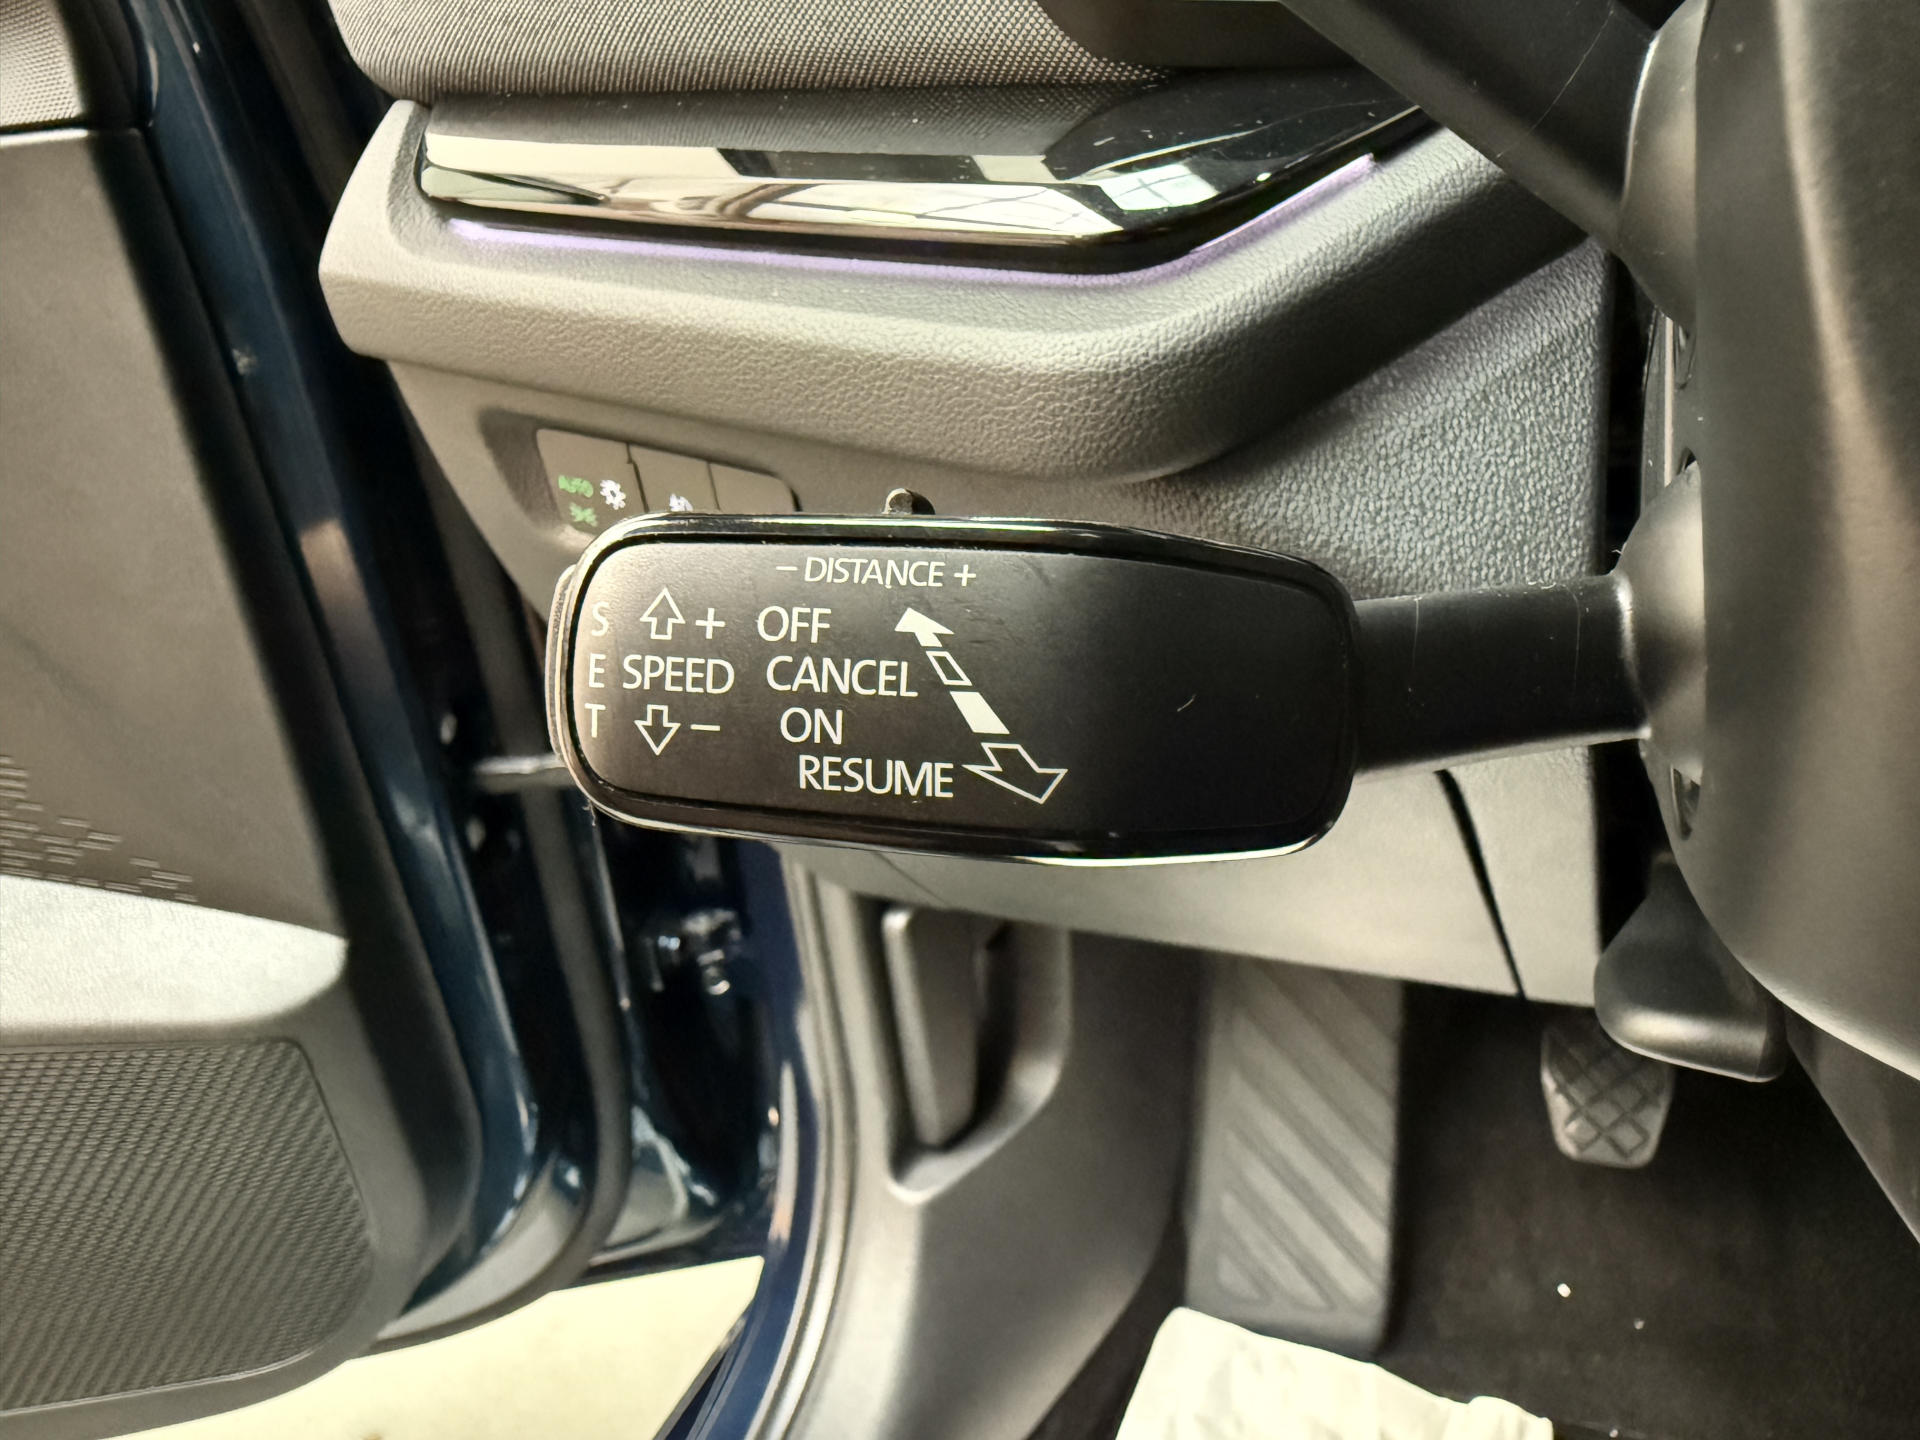 AUTO
- DISTANCE +
S + OFF
E SPEED CANCEL
T - ON
RESUME